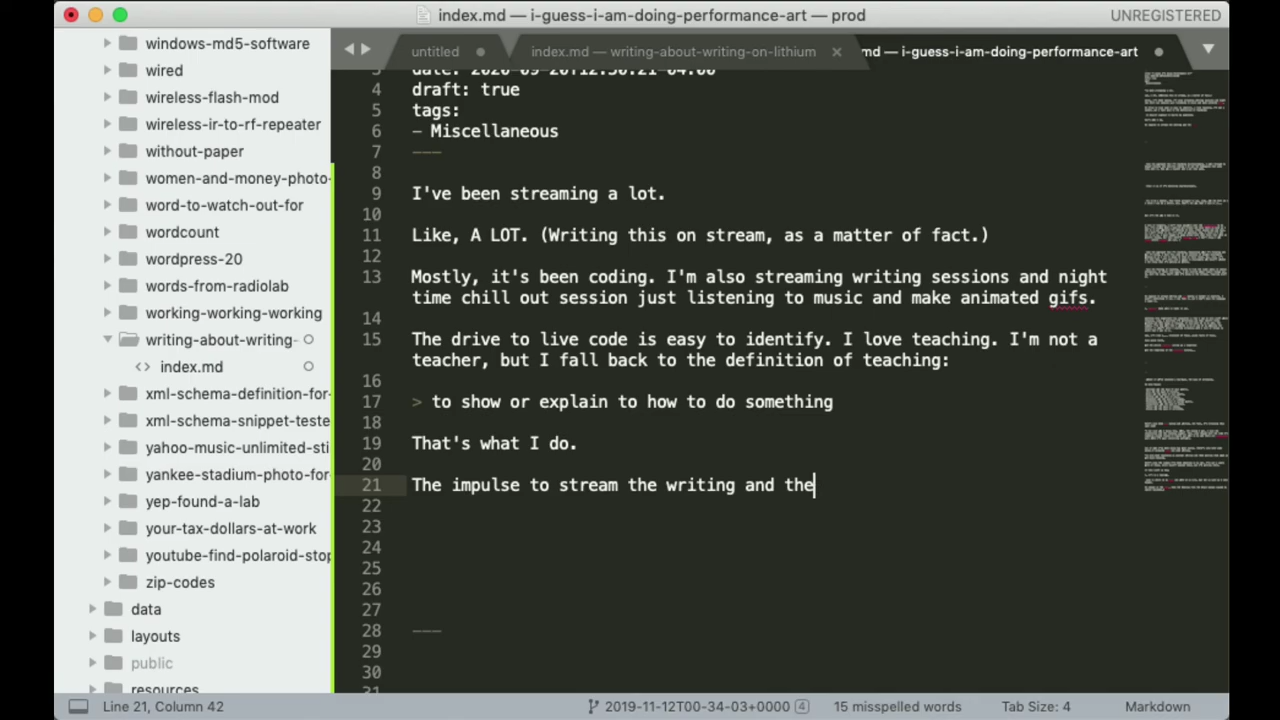 index.md — i-guess-i-am-doing-performance-art — prod
UNREGISTERED
windows-md5-software
wired
wireless-flash-mod
wireless-ir-to-rf-repeater
without-paper
women-and-money-photo-
word-to-watch-out-for
wordcount
wordpress-20
words-from-radiolab
working-working-working
writing-about-writing-
<> index.md
xml-schema-definition-for-
xml-schema-snippet-teste
yahoo-music-unlimited-sti
yankee-stadium-photo-for-
yep-found-a-lab
your-tax-dollars-at-work
youtube-find-polaroid-stop
zip-codes
data
layouts
public
resources
untitled
index.md — writing-about-writing-on-lithium
md — i-guess-i-am-doing-performance-art
3 date: 2020-09-20T12:30:21-04:00
4 draft: true
5 tags:
6 - Miscellaneous
7 ---
8
9 I've been streaming a lot.
10
11 Like, A LOT. (Writing this on stream, as a matter of fact.)
12
13 Mostly, it's been coding. I'm also streaming writing sessions and night
time chill out session just listening to music and make animated gifs.
14
15 The drive to live code is easy to identify. I love teaching. I'm not a
teacher, but I fall back to the definition of teaching:
16
17 > to show or explain to how to do something
18
19 That's what I do.
20
21 The impulse to stream the writing and the
22
23
24
25
26
27
28 ---
29
30
31
Line 21, Column 42
2019-11-12T00-34-03+0000 4
15 misspelled words
Tab Size: 4
Markdown